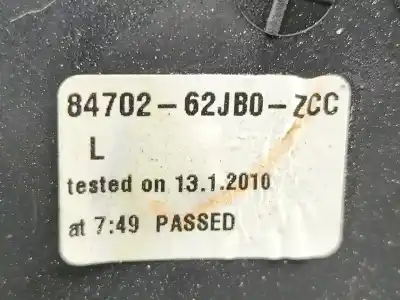 84702-62JB0-ZCC
L
tested on 13.1.2010
at 7:49 PASSED